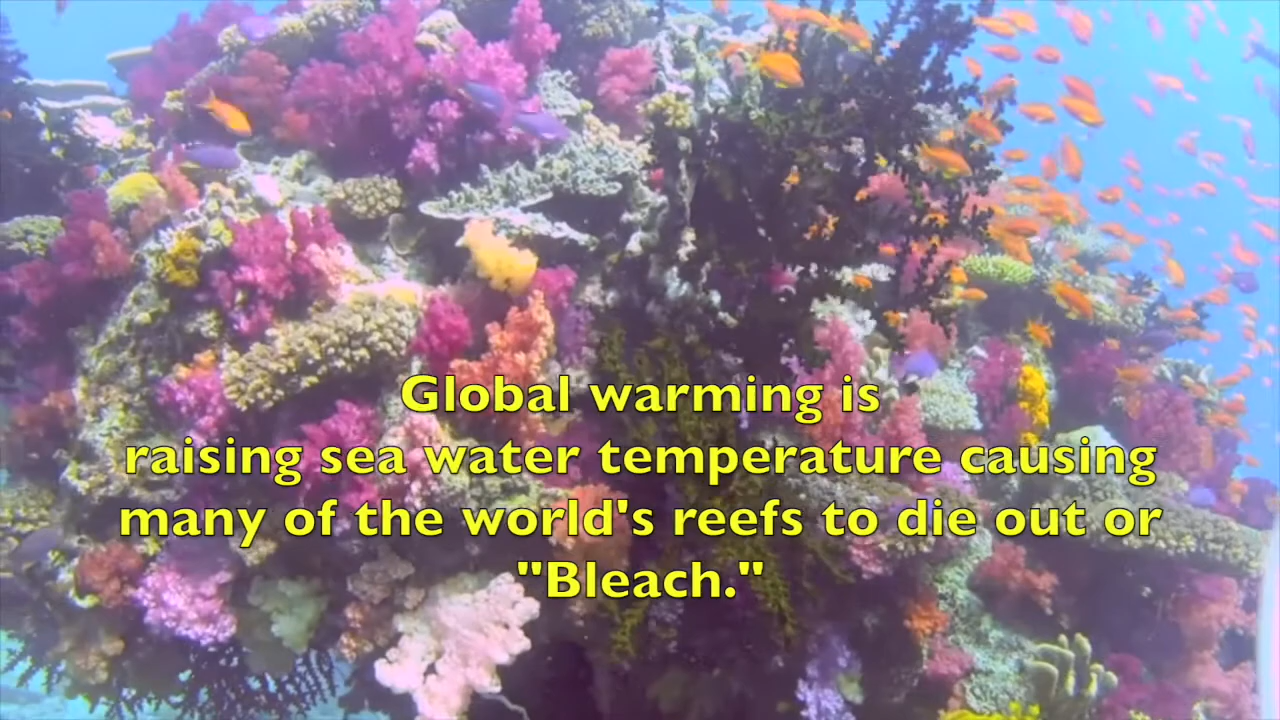 Global warming is
raising sea water temperature causing
many of the world's reefs to die out or
"Bleach."